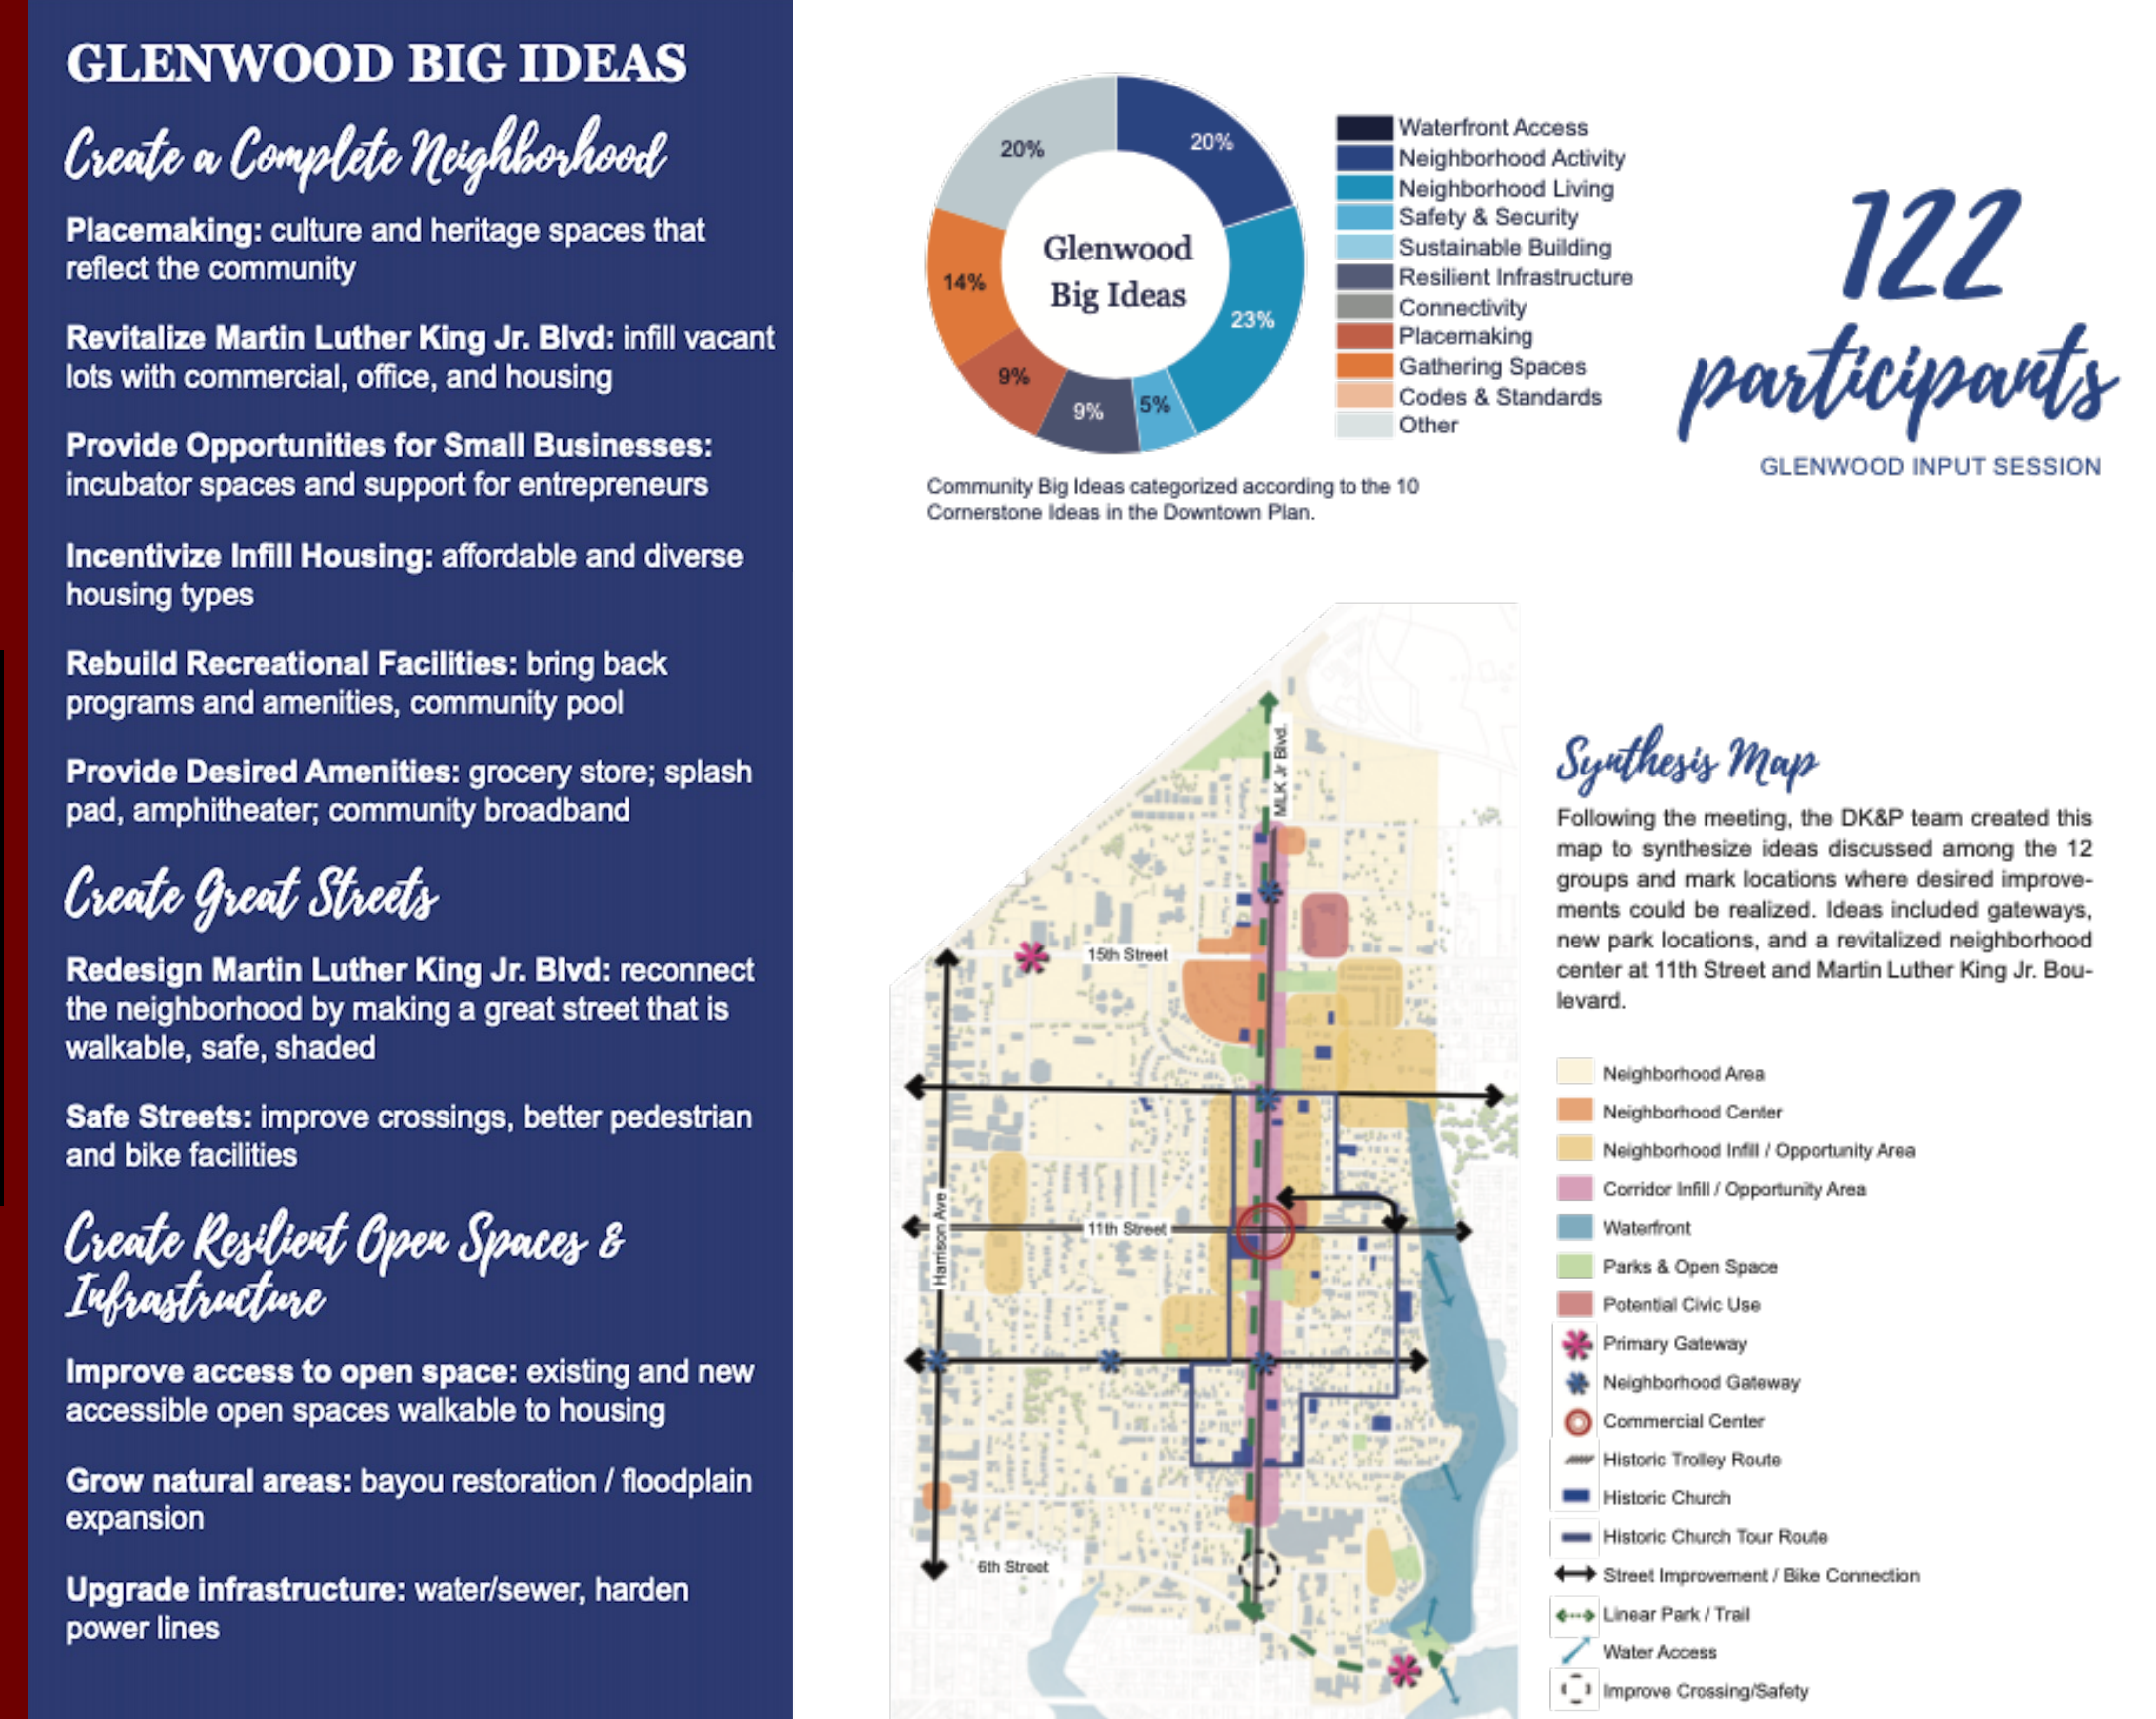 GLENWOOD BIG IDEAS
Create a Complete Neighborhood
Placemaking: culture and heritage spaces that
reflect the community
Revitalize Martin Luther King Jr. Blvd: infill vacant
lots with commercial, office, and housing
Provide Opportunities for Small Businesses:
incubator spaces and support for entrepreneurs
Incentivize Infill Housing: affordable and diverse
housing types
Rebuild Recreational Facilities: bring back
programs and amenities, community pool
Provide Desired Amenities: grocery store; splash
pad, amphitheater; community broadband
Create Great Streets
Redesign Martin Luther King Jr. Blvd: reconnect
the neighborhood by making a great street that is
walkable, safe, shaded
Safe Streets: improve crossings, better pedestrian
and bike facilities
Create Resilient Open Spaces &
Infrastructure
Improve access to open space: existing and new
accessible open spaces walkable to housing
Grow natural areas: bayou restoration / floodplain
expansion
Upgrade infrastructure: water/sewer, harden
power lines
20%
20%
14%
23%
9%
9%
5%
Glenwood
Big Ideas
Waterfront Access
Neighborhood Activity
Neighborhood Living
Safety & Security
Sustainable Building
Resilient Infrastructure
Connectivity
Placemaking
Gathering Spaces
Codes & Standards
Other
Community Big Ideas categorized according to the 10
Cornerstone Ideas in the Downtown Plan.
122
participants
GLENWOOD INPUT SESSION
MLK Jr Blvd.
15th Street
Harrison Ave
11th Street
6th Street
Synthesis Map
Following the meeting, the DK&P team created this
map to synthesize ideas discussed among the 12
groups and mark locations where desired improve-
ments could be realized. Ideas included gateways,
new park locations, and a revitalized neighborhood
center at 11th Street and Martin Luther King Jr. Bou-
levard.
Neighborhood Area
Neighborhood Center
Neighborhood Infill / Opportunity Area
Corridor Infill / Opportunity Area
Waterfront
Parks & Open Space
Potential Civic Use
Primary Gateway
Neighborhood Gateway
Commercial Center
Historic Trolley Route
Historic Church
Historic Church Tour Route
Street Improvement / Bike Connection
Linear Park / Trail
Water Access
Improve Crossing/Safety